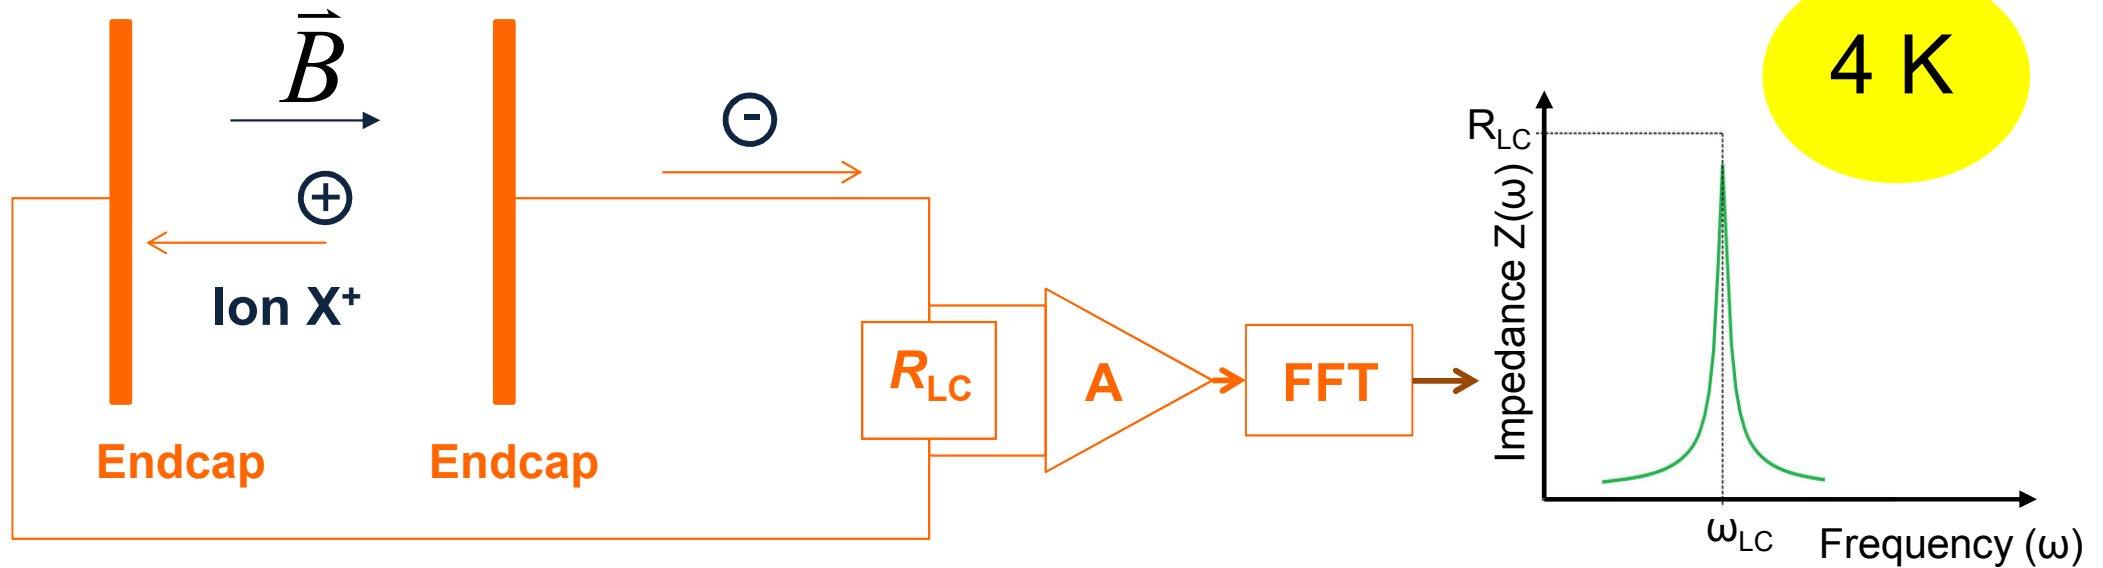 B
+
Ion X⁺
Endcap
Endcap
-
R_LC
A
FFT
4 K
R_LC
Impedance Z(ω)
ω_LC
Frequency (ω)